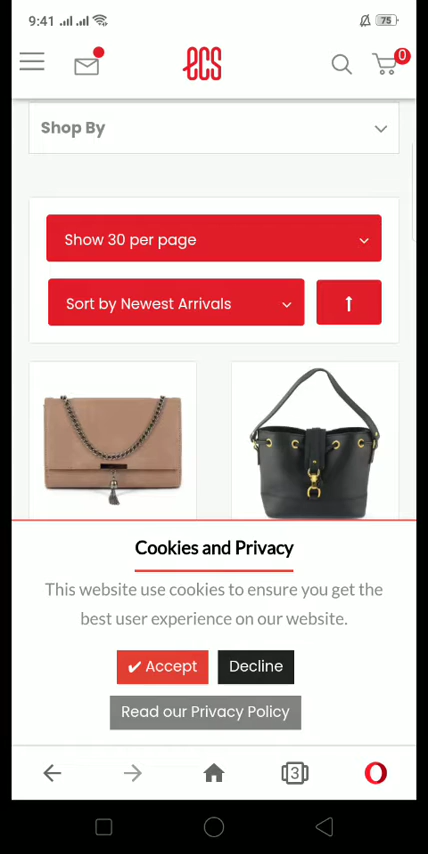 9:41
75
ecs
0
Shop By
Show 30 per page
Sort by Newest Arrivals
Cookies and Privacy
This website use cookies to ensure you get the
best user experience on our website.
✔ Accept
Decline
Read our Privacy Policy
3